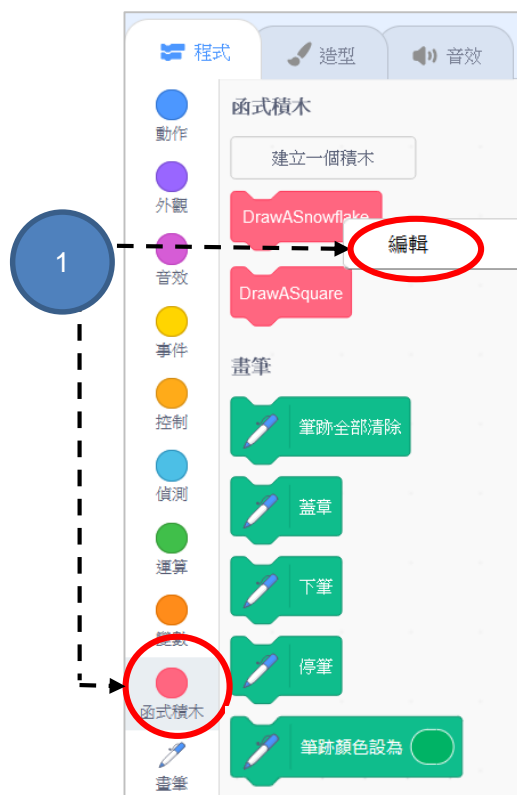 程式
造型
音效
動作
外觀
音效
事件
控制
偵測
運算
變數
函式積木
畫筆
函式積木
建立一個積木
DrawASnowflake
編輯
DrawASquare
畫筆
筆跡全部清除
蓋章
下筆
停筆
筆跡顏色設為
1